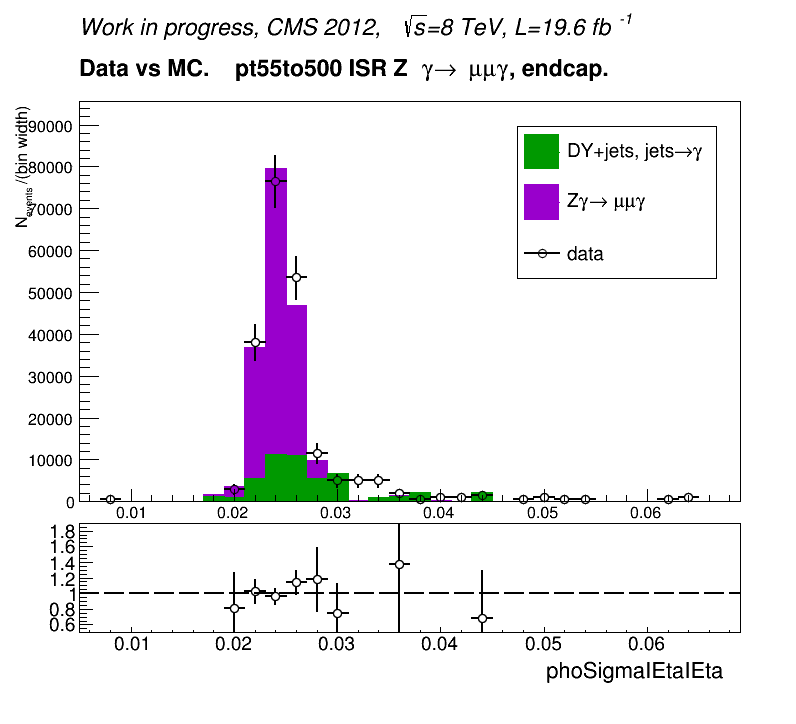 Work in progress, CMS 2012, √s=8 TeV, L=19.6 fb -1
Data vs MC. pt55to500 ISR Z γ→ μμγ, endcap.
N events /(bin width)
90000
80000
70000
60000
50000
40000
30000
20000
10000
0
DY+jets, jets→γ
Zγ→ μμγ
data
0.01 0.02 0.03 0.04 0.05 0.06
1.8
1.6
1.4
1.2
1
0.8
0.6
0.01 0.02 0.03 0.04 0.05 0.06
phoSigmaIEtaIEta